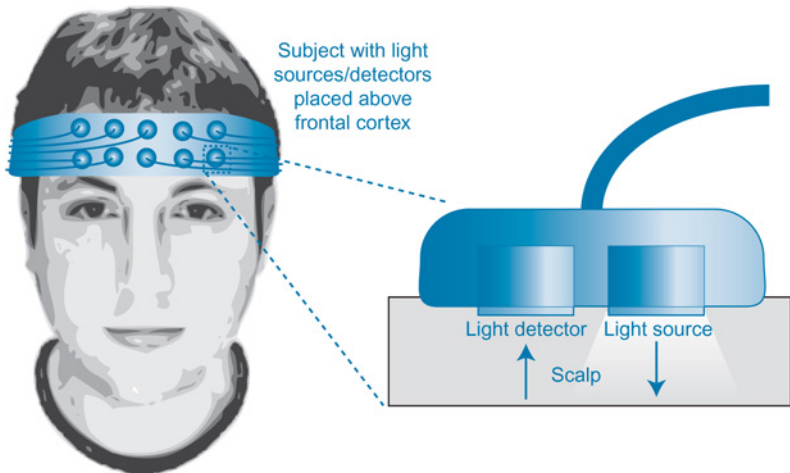 Subject with light
sources/detectors
placed above
frontal cortex
Light detector
Light source
Scalp